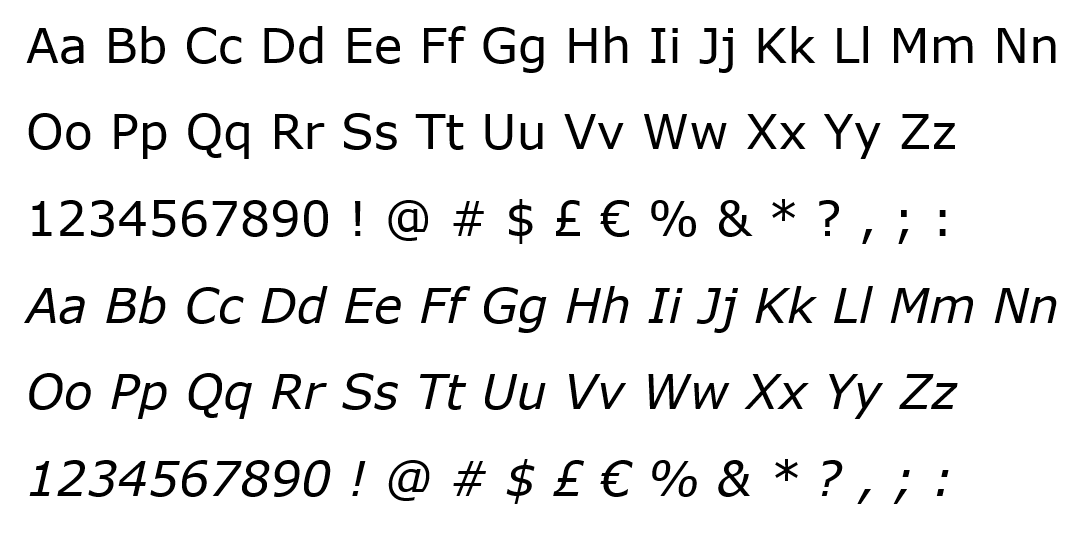 Aa Bb Cc Dd Ee Ff Gg Hh Ii Jj Kk Ll Mm Nn
Oo Pp Qq Rr Ss Tt Uu Vv Ww Xx Yy Zz
1234567890 ! @ # $ £ € % & * ? , ; :
Aa Bb Cc Dd Ee Ff Gg Hh Ii Jj Kk Ll Mm Nn
Oo Pp Qq Rr Ss Tt Uu Vv Ww Xx Yy Zz
1234567890 ! @ # $ £ € % & * ? , ; :